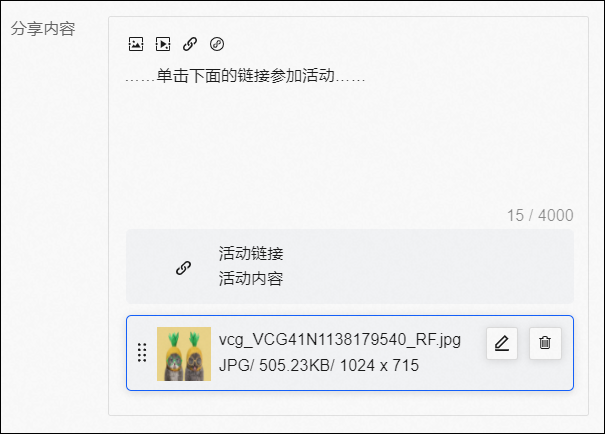 分享内容
……单击下面的链接参加活动……
15 / 4000
活动链接
活动内容
vcg_VCG41N1138179540_RF.jpg
JPG/ 505.23KB/ 1024 x 715